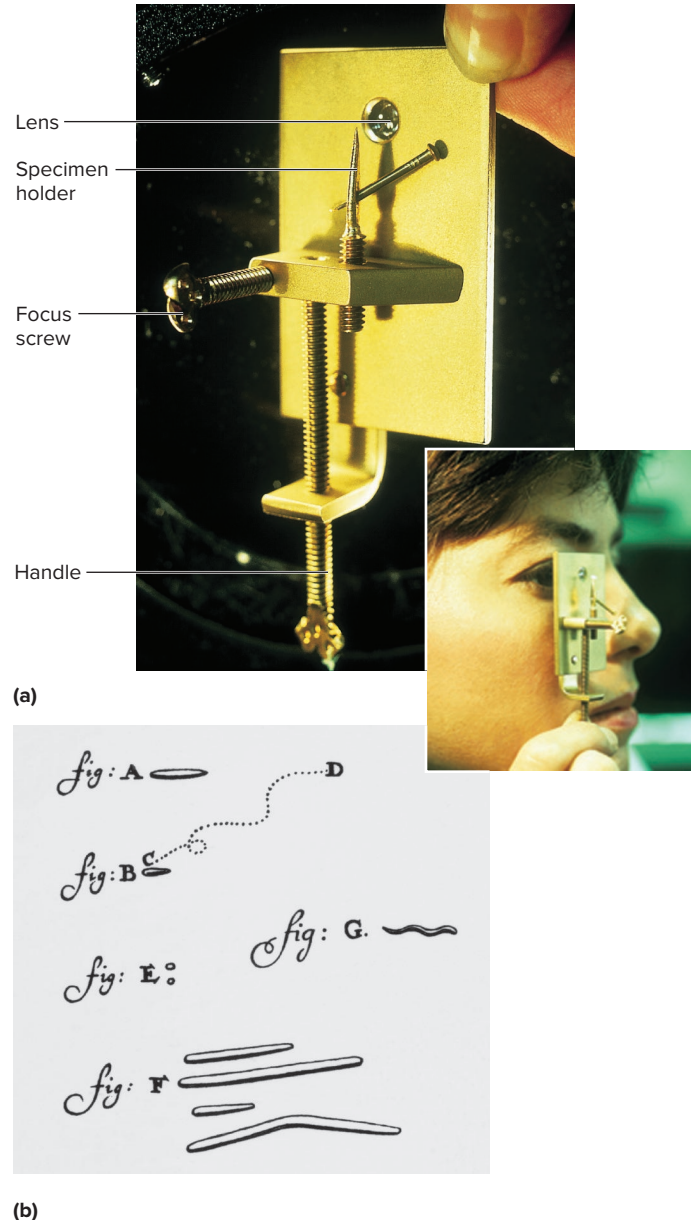 Lens
Specimen
holder
Focus
screw
Handle
(a)
fig: A
D
C
fig: B
fig: G.
fig: E
fig: F
(b)